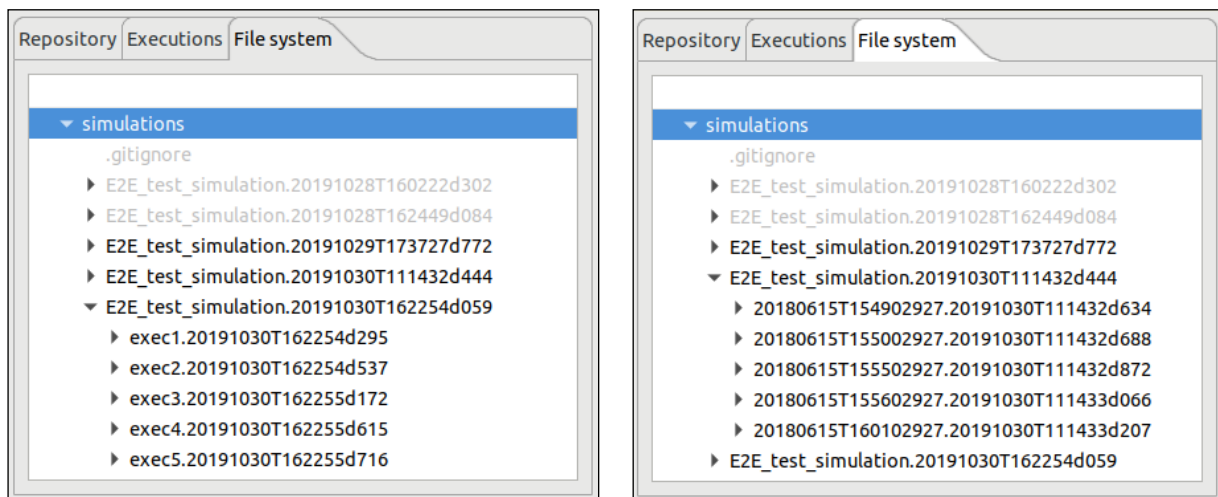 Repository Executions File system
simulations
.gitignore
E2E_test_simulation.20191028T160222d302
E2E_test_simulation.20191028T162449d084
E2E_test_simulation.20191029T173727d772
E2E_test_simulation.20191030T111432d444
E2E_test_simulation.20191030T162254d059
exec1.20191030T162254d295
exec2.20191030T162254d537
exec3.20191030T162255d172
exec4.20191030T162255d615
exec5.20191030T162255d716
Repository Executions File system
simulations
.gitignore
E2E_test_simulation.20191028T160222d302
E2E_test_simulation.20191028T162449d084
E2E_test_simulation.20191029T173727d772
E2E_test_simulation.20191030T111432d444
20180615T154902927.20191030T111432d634
20180615T155002927.20191030T111432d688
20180615T155502927.20191030T111432d872
20180615T155602927.20191030T111433d066
20180615T160102927.20191030T111433d207
E2E_test_simulation.20191030T162254d059